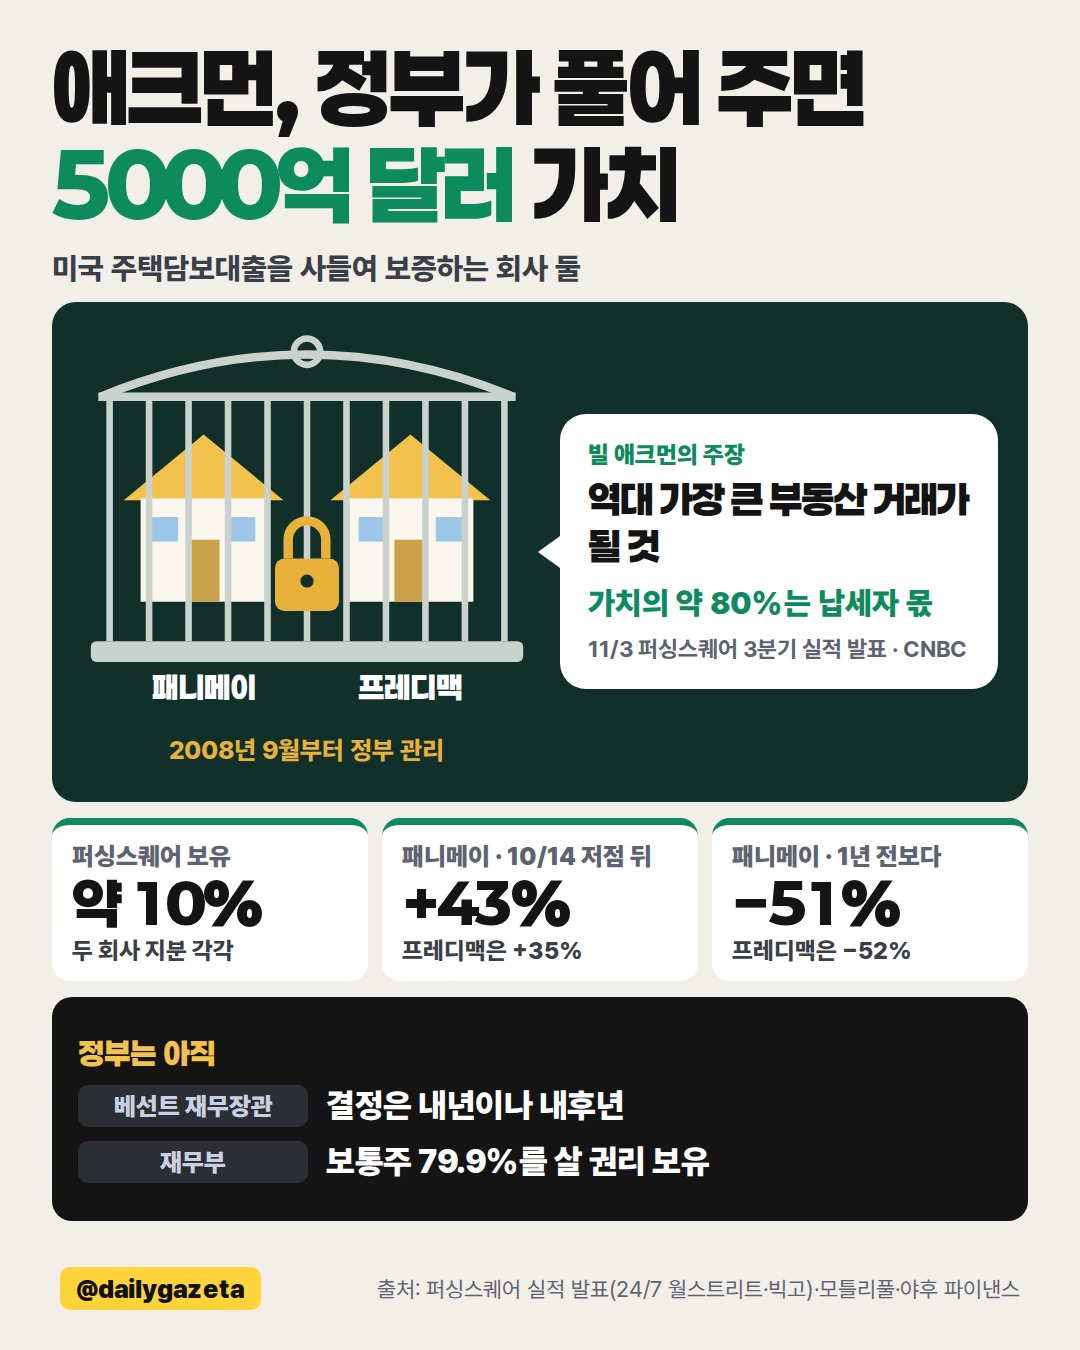 애크먼, 정부가 풀어 주면
5000억 달러 가치
미국 주택담보대출을 사들여 보증하는 회사 둘
빌 애크먼의 주장
역대 가장 큰 부동산 거래가
될 것
가치의 약 80%는 납세자 몫
11/3 퍼싱스퀘어 3분기 실적 발표 · CNBC
패니메이
프레디맥
2008년 9월부터 정부 관리
퍼싱스퀘어 보유
약 10%
두 회사 지분 각각
패니메이 · 10/14 저점 뒤
+43%
프레디맥은 +35%
패니메이 · 1년 전보다
−51%
프레디맥은 −52%
정부는 아직
베선트 재무장관
결정은 내년이나 내후년
재무부
보통주 79.9%를 살 권리 보유
@dailygazeta
출처: 퍼싱스퀘어 실적 발표(24/7 월스트리트·빅고)·모틀리풀·야후 파이낸스